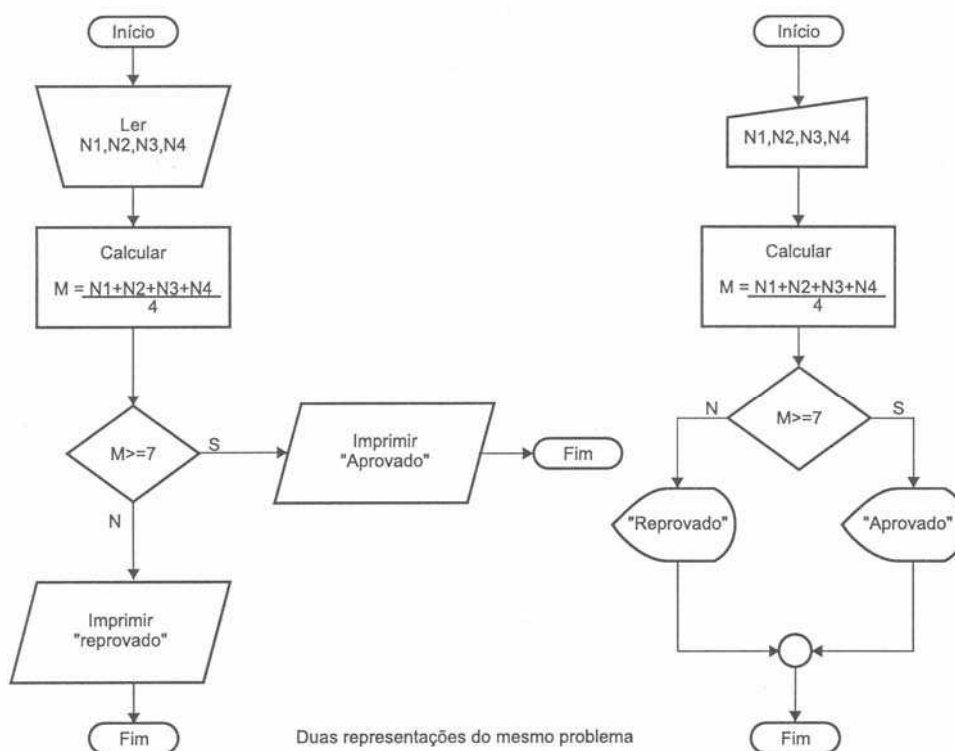 Início
Ler
N1,N2,N3,N4
Calcular
M = N1+N2+N3+N4
4
M>=7
S
N
Imprimir
"Aprovado"
Fim
Imprimir
"reprovado"
Fim
Início
N1,N2,N3,N4
Calcular
M = N1+N2+N3+N4
4
M>=7
N
S
"Reprovado"
"Aprovado"
Fim
Duas representações do mesmo problema